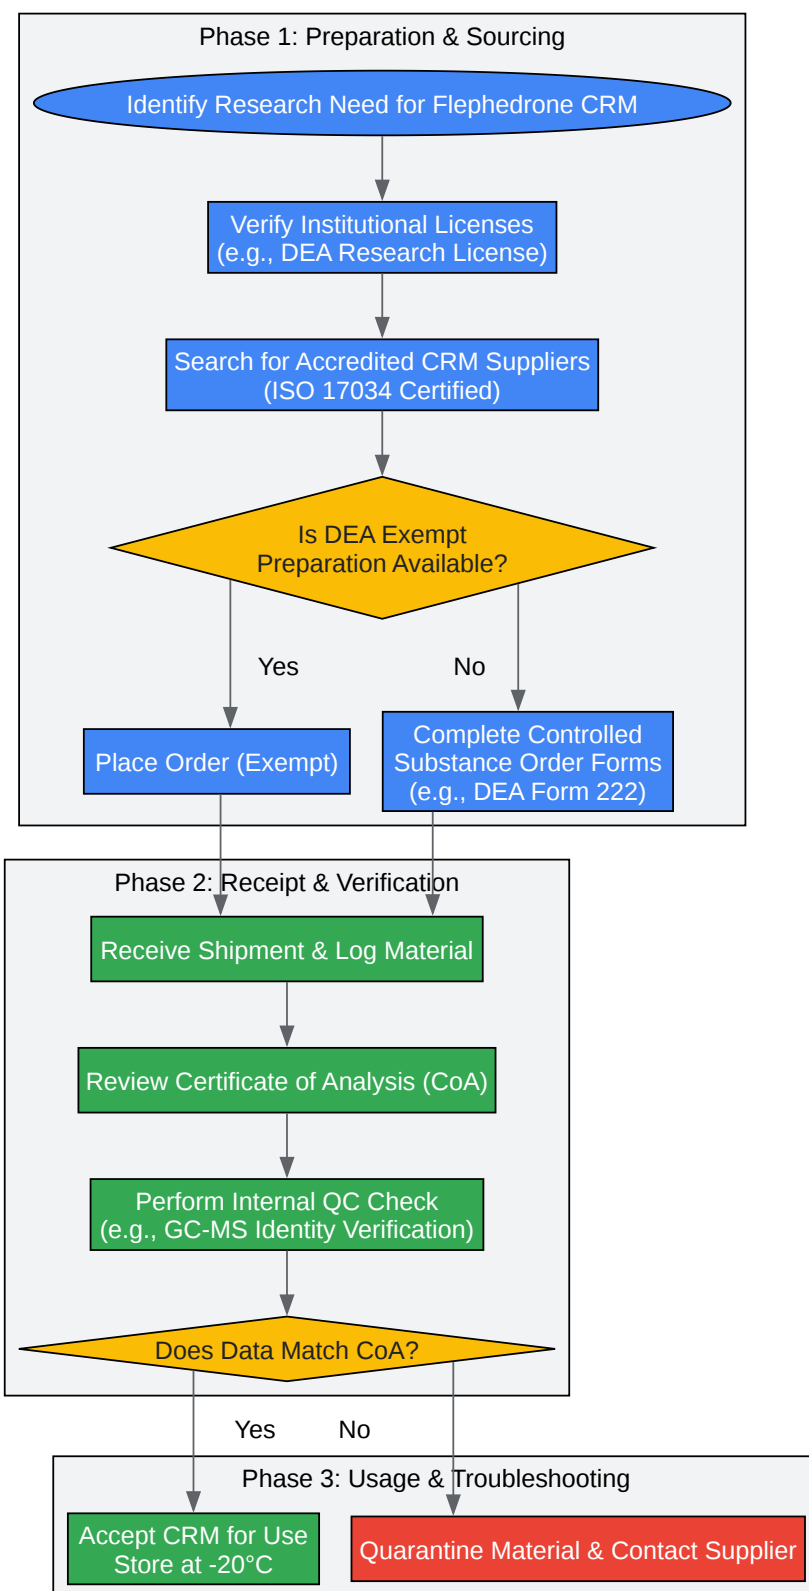 Phase 1: Preparation & Sourcing
Identify Research Need for Flephedrone CRM
Verify Institutional Licenses
(e.g., DEA Research License)
Search for Accredited CRM Suppliers
(ISO 17034 Certified)
Is DEA Exempt
Preparation Available?
Yes
No
Place Order (Exempt)
Complete Controlled
Substance Order Forms
(e.g., DEA Form 222)
Phase 2: Receipt & Verification
Receive Shipment & Log Material
Review Certificate of Analysis (CoA)
Perform Internal QC Check
(e.g., GC-MS Identity Verification)
Does Data Match CoA?
Yes
No
Phase 3: Usage & Troubleshooting
Accept CRM for Use
Store at -20°C
Quarantine Material & Contact Supplier